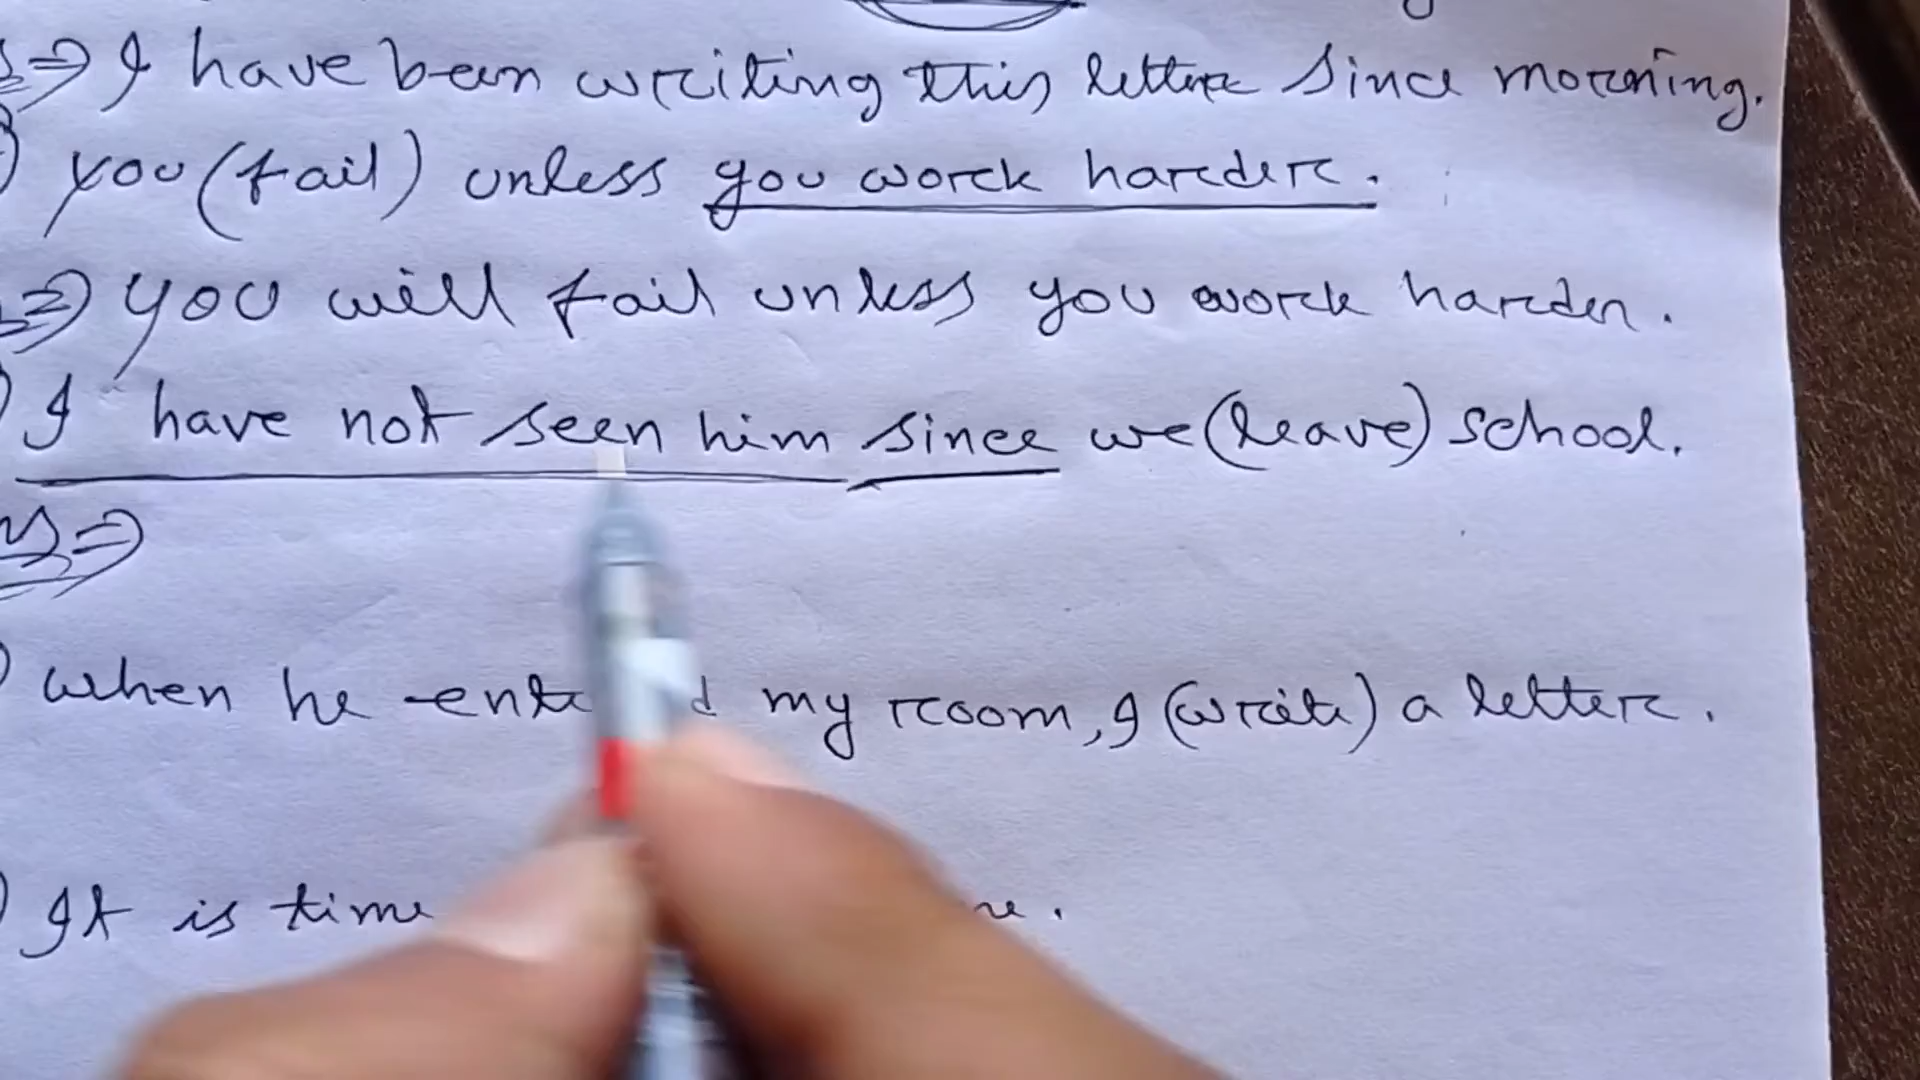 ⇒ I have been writing this letter since morning.
you (fail) unless you work harder.
⇒ you will fail unless you work harder.
I have not seen him since we (leave) school.
⇒
when he my room, I (write) a letter.
It is time